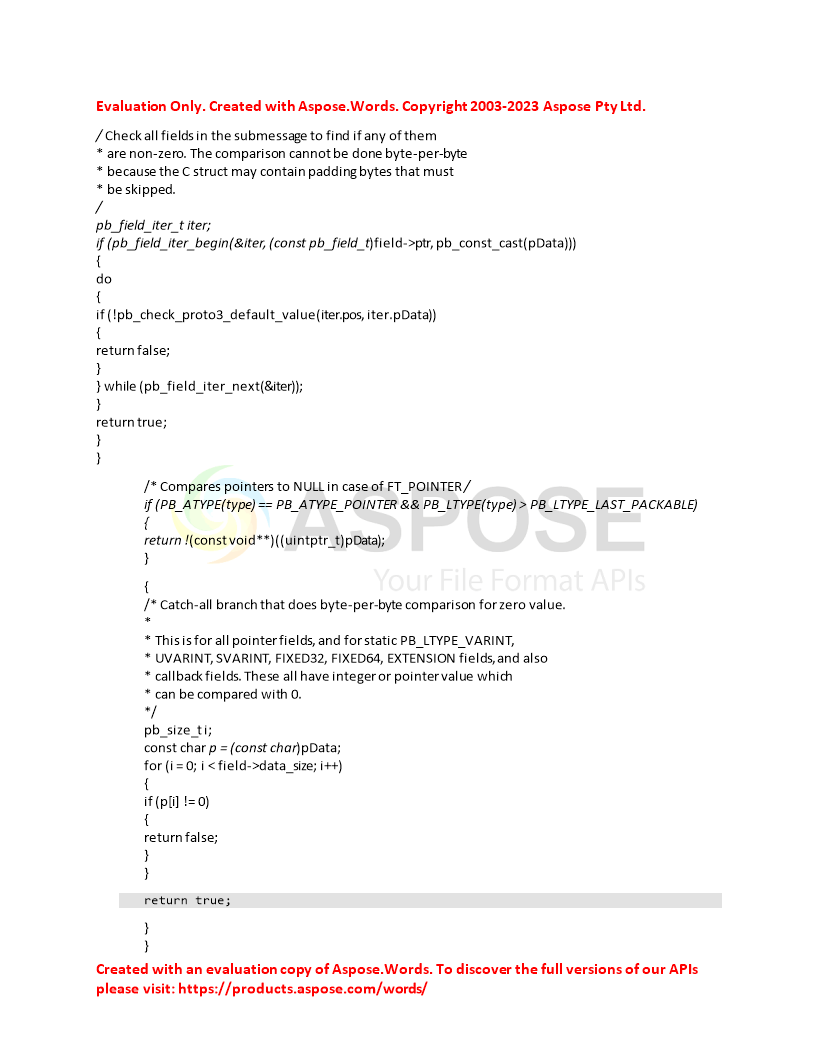 Evaluation Only. Created with Aspose.Words. Copyright 2003-2023 Aspose Pty Ltd.
/ Check all fields in the submessage to find if any of them
* are non-zero. The comparison cannot be done byte-per-byte
* because the C struct may contain padding bytes that must
* be skipped.
/
pb_field_iter_t iter;
if (pb_field_iter_begin(&iter, (const pb_field_t)field->ptr, pb_const_cast(pData)))
{
do
{
if (!pb_check_proto3_default_value(iter.pos, iter.pData))
{
return false;
}
} while (pb_field_iter_next(&iter));
}
return true;
}
}
/* Compares pointers to NULL in case of FT_POINTER /
if (PB_ATYPE(type) == PB_ATYPE_POINTER && PB_LTYPE(type) > PB_LTYPE_LAST_PACKABLE)
{
return !(const void**)((uintptr_t)pData);
}
ASPOSE
Your File Format APIs
{
/* Catch-all branch that does byte-per-byte comparison for zero value.
*
* This is for all pointer fields, and for static PB_LTYPE_VARINT,
* UVARINT, SVARINT, FIXED32, FIXED64, EXTENSION fields, and also
* callback fields. These all have integer or pointer value which
* can be compared with 0.
*/
pb_size_t i;
const char p = (const char)pData;
for (i = 0; i < field->data_size; i++)
{
if (p[i] != 0)
{
return false;
}
}
return true;
}
}
Created with an evaluation copy of Aspose.Words. To discover the full versions of our APIs
please visit: https://products.aspose.com/words/